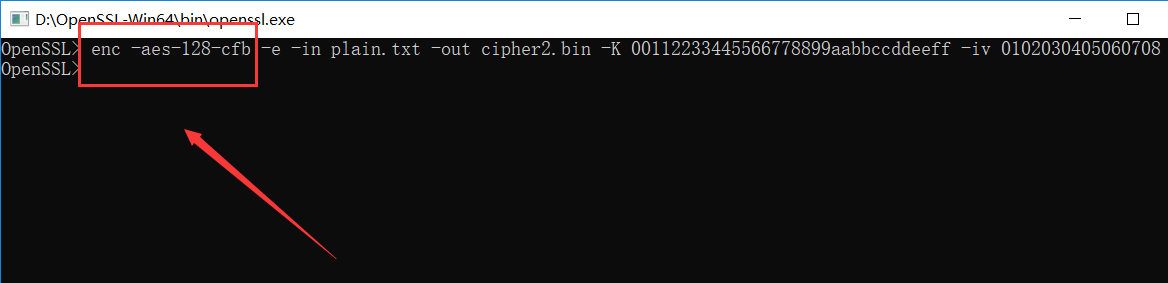 D:\OpenSSL-Win64\bin\openssl.exe
OpenSSL> enc -aes-128-cfb -e -in plain.txt -out cipher2.bin -K 00112233445566778899aabbccddeeff -iv 0102030405060708
OpenSSL>